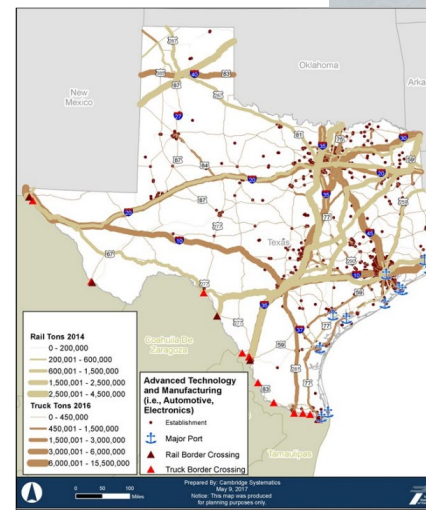 Oklahoma
New
Mexico
Arka
Texas
Coahuila De
Zaragoza
Tamaulipas
Rail Tons 2014
0 - 200,000
200,001 - 600,000
600,001 - 1,500,000
1,500,001 - 2,500,000
2,500,001 - 4,500,000
Truck Tons 2016
0 - 450,000
450,001 - 1,500,000
1,500,001 - 3,000,000
3,000,001 - 6,000,000
6,000,001 - 15,500,000
Advanced Technology
and Manufacturing
(i.e., Automotive,
Electronics)
Establishment
Major Port
Rail Border Crossing
Truck Border Crossing
0 50 100
Miles
Prepared By: Cambridge Systematics
May 9, 2017
Notice: This map was produced
for planning purposes only.